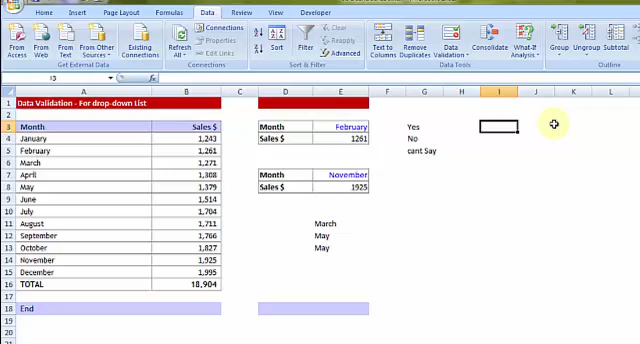 Home Insert Page Layout Formulas Data Review View Developer
From Access From Web From Text From Other Sources Existing Connections Refresh All Connections Properties Edit Links Sort Filter Clear Reapply Advanced Text to Columns Remove Duplicates Data Validation Consolidate What-If Analysis Group Ungroup Subtotal
Get External Data Connections Sort & Filter Data Tools Outline
I3 fx
A B C D E F G H I J K L
1 Data Validation - For drop-down List
2
3 Month Sales $ Month February Yes
4 January 1,243 Sales $ 1261 No
5 February 1,261 cant Say
6 March 1,271
7 April 1,308 Month November
8 May 1,379 Sales $ 1925
9 June 1,514
10 July 1,704
11 August 1,711 March
12 September 1,766 May
13 October 1,827 May
14 November 1,925
15 December 1,995
16 TOTAL 18,904
17
18 End
19
20